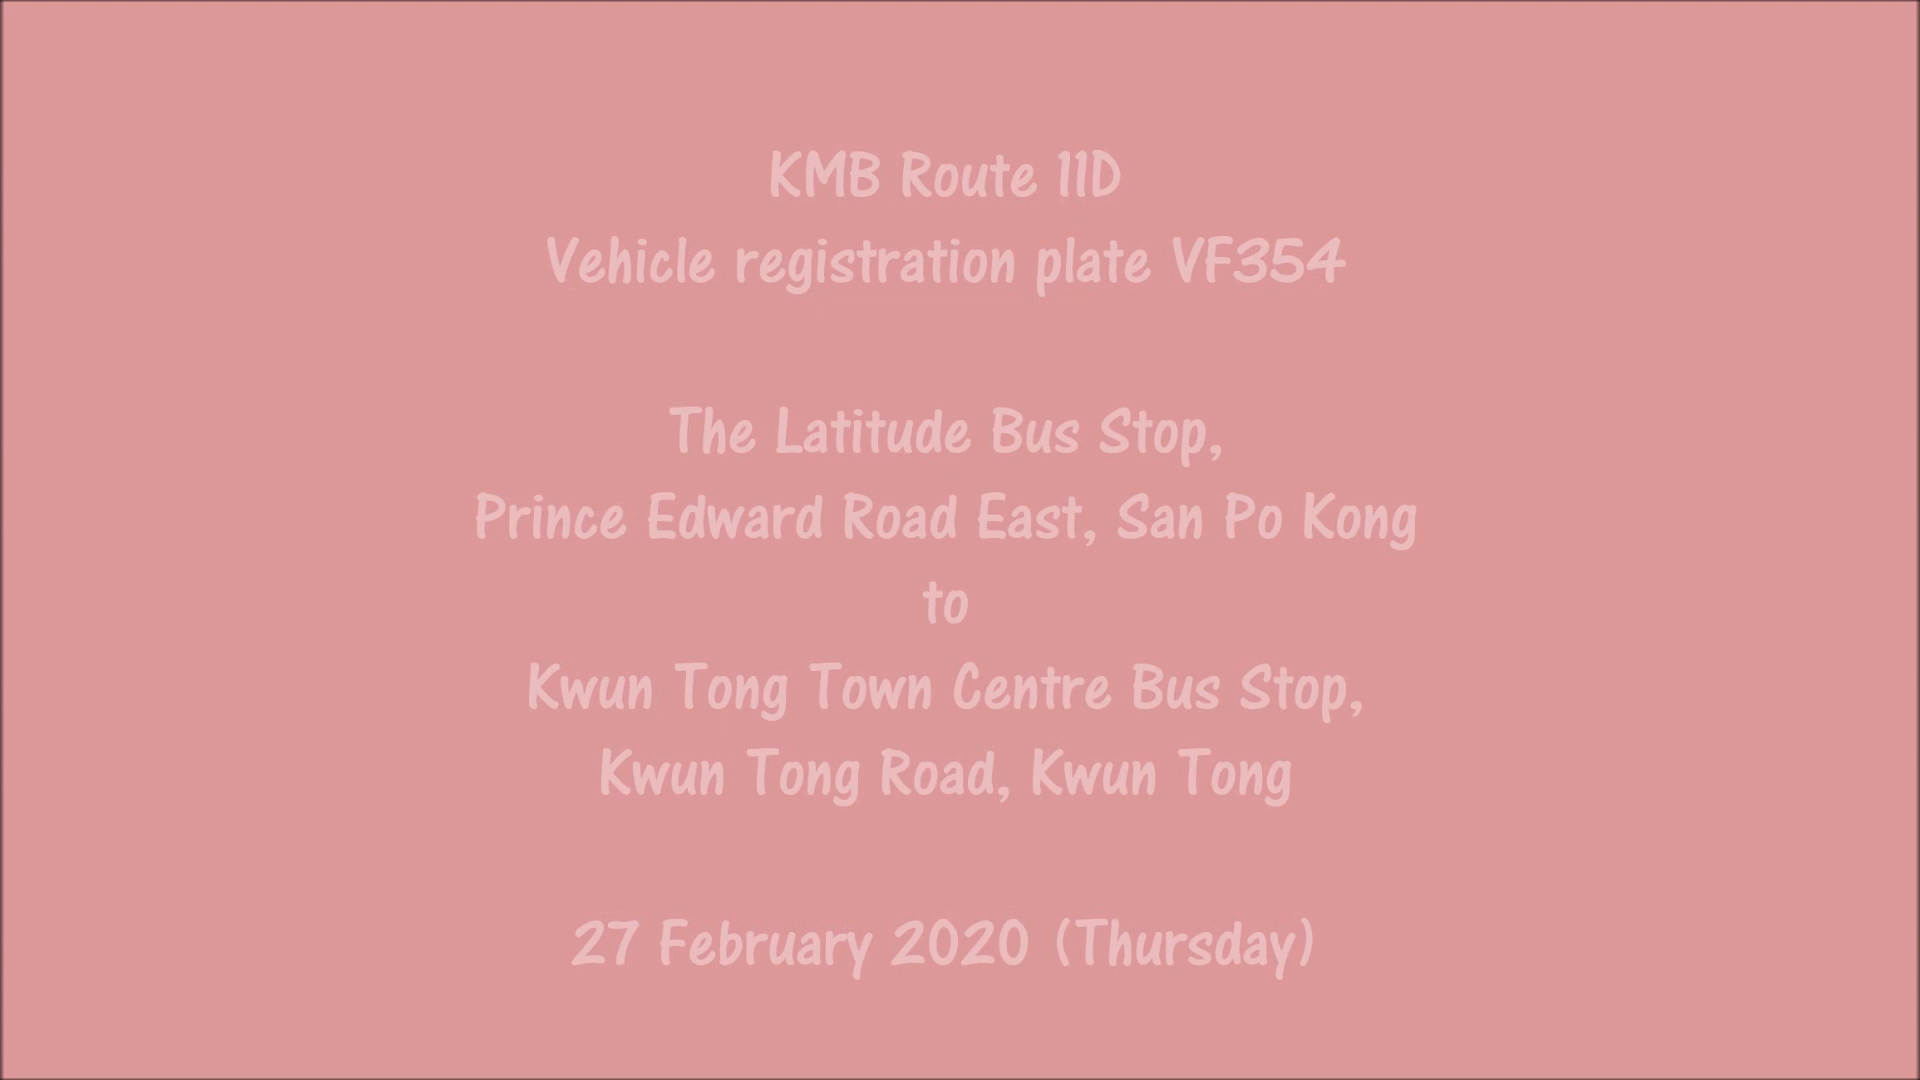 KMB Route 11D
Vehicle registration plate VF354
The Latitude Bus Stop,
Prince Edward Road East, San Po Kong
to
Kwun Tong Town Centre Bus Stop,
Kwun Tong Road, Kwun Tong
27 February 2020 (Thursday)